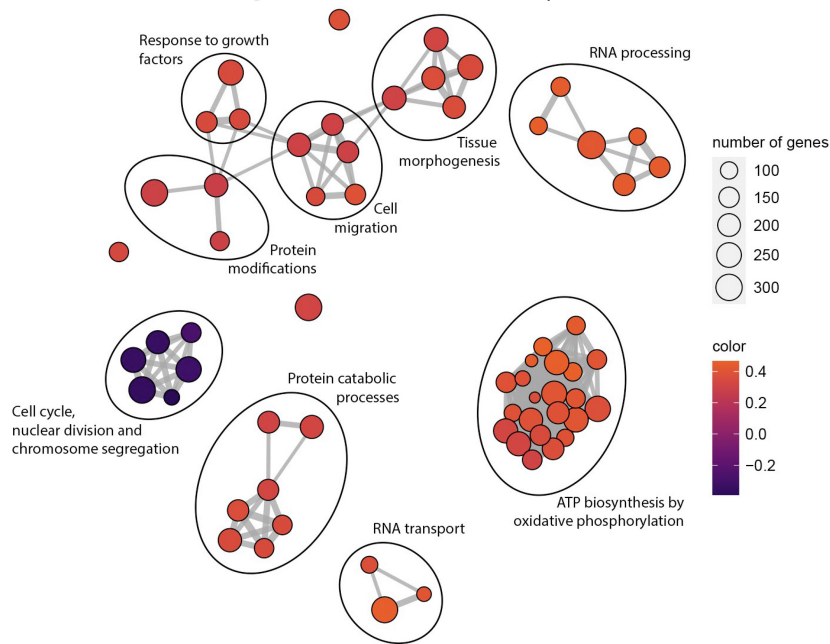 Response to growth
factors
RNA processing
Tissue
morphogenesis
Cell
migration
Protein
modifications
number of genes
100
150
200
250
300
Protein catabolic
processes
Cell cycle,
nuclear division and
chromosome segregation
color
0.4
0.2
0.0
−0.2
ATP biosynthesis by
oxidative phosphorylation
RNA transport